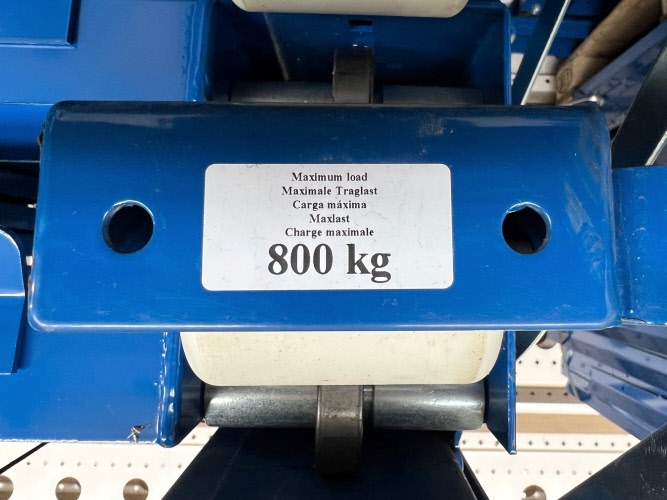 Maximum load
Maximale Traglast
Carga máxima
Maxlast
Charge maximale
800 kg